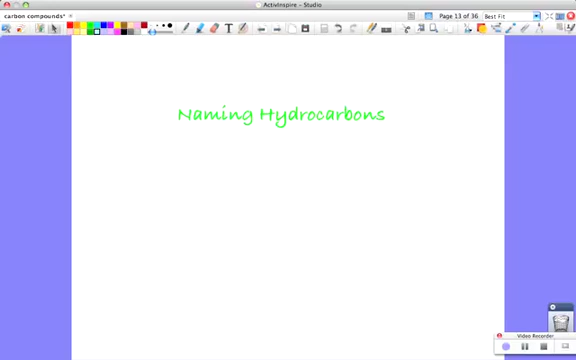 ActivInspire - Studio
carbon compounds*
Page 13 of 36
Best Fit
T
Naming Hydrocarbons
Video Recorder